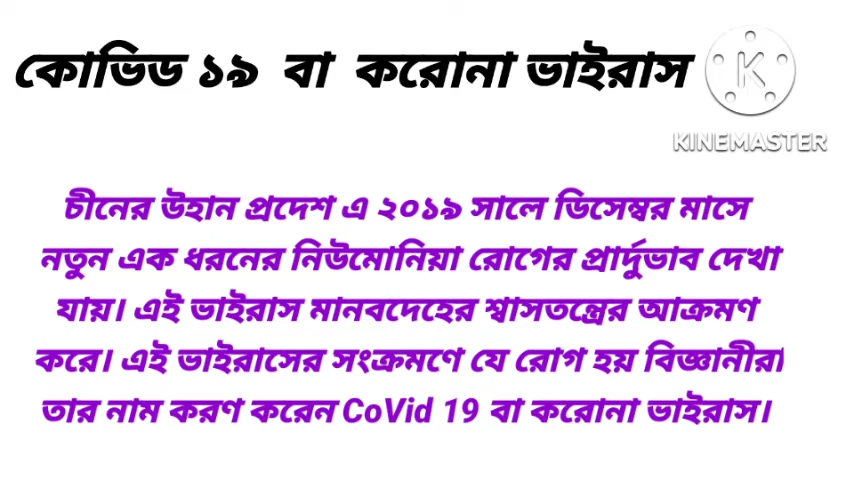 কোভিড ১৯ বা করোনা ভাইরাস
KINEMASTER
চীনের উহান প্রদেশ এ ২০১৯ সালে ডিসেম্বর মাসে
নতুন এক ধরনের নিউমোনিয়া রোগের প্রার্দুভাব দেখা
যায়। এই ভাইরাস মানবদেহের শ্বাসতন্ত্রের আক্রমণ
করে। এই ভাইরাসের সংক্রমণে যে রোগ হয় বিজ্ঞানীরা
তার নাম করণ করেন CoVid 19 বা করোনা ভাইরাস।